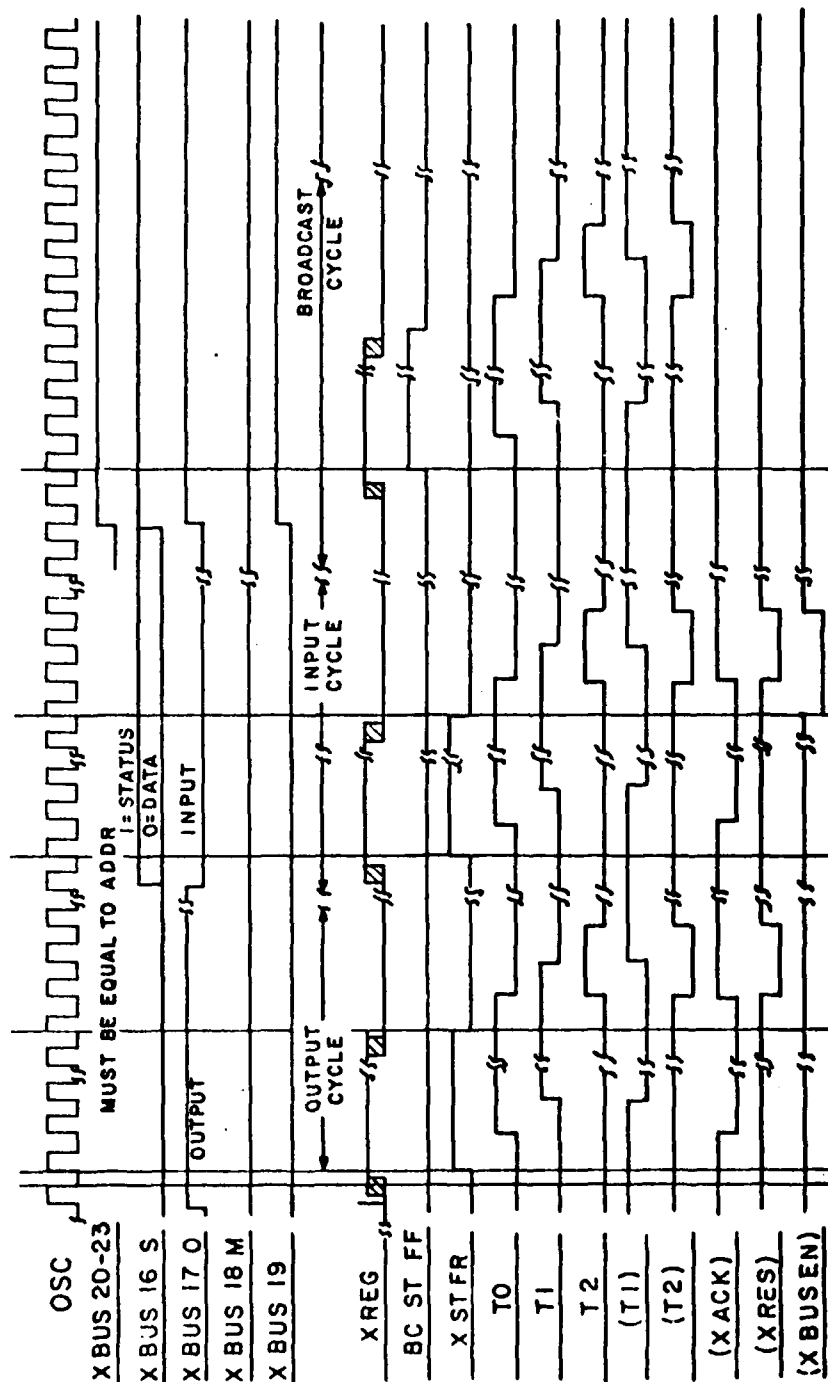 OSC
X BUS 20-23
X BUS 16 S
X BUS 17 O
X BUS 18 M
X BUS 19
X REG
BC ST FF
X STFR
T0
T1
T2
(T1)
(T2)
(X ACK)
(X RES)
(X BUSEN)
MUST BE EQUAL TO ADDR
1=STATUS
0=DATA
OUTPUT
INPUT
OUTPUT
CYCLE
INPUT
CYCLE
BROADCAST
CYCLE